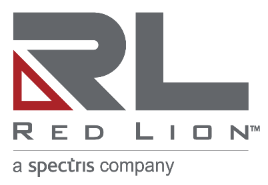 RL
RED LION™
a spectris company